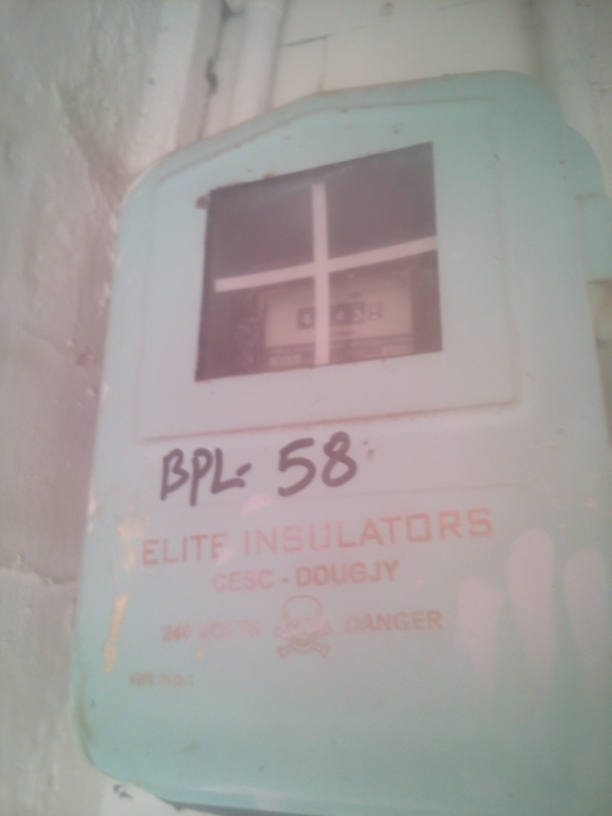 BPL- 58
ELITE INSULATORS
CESC - DDUGJY
240 VOLTS DANGER